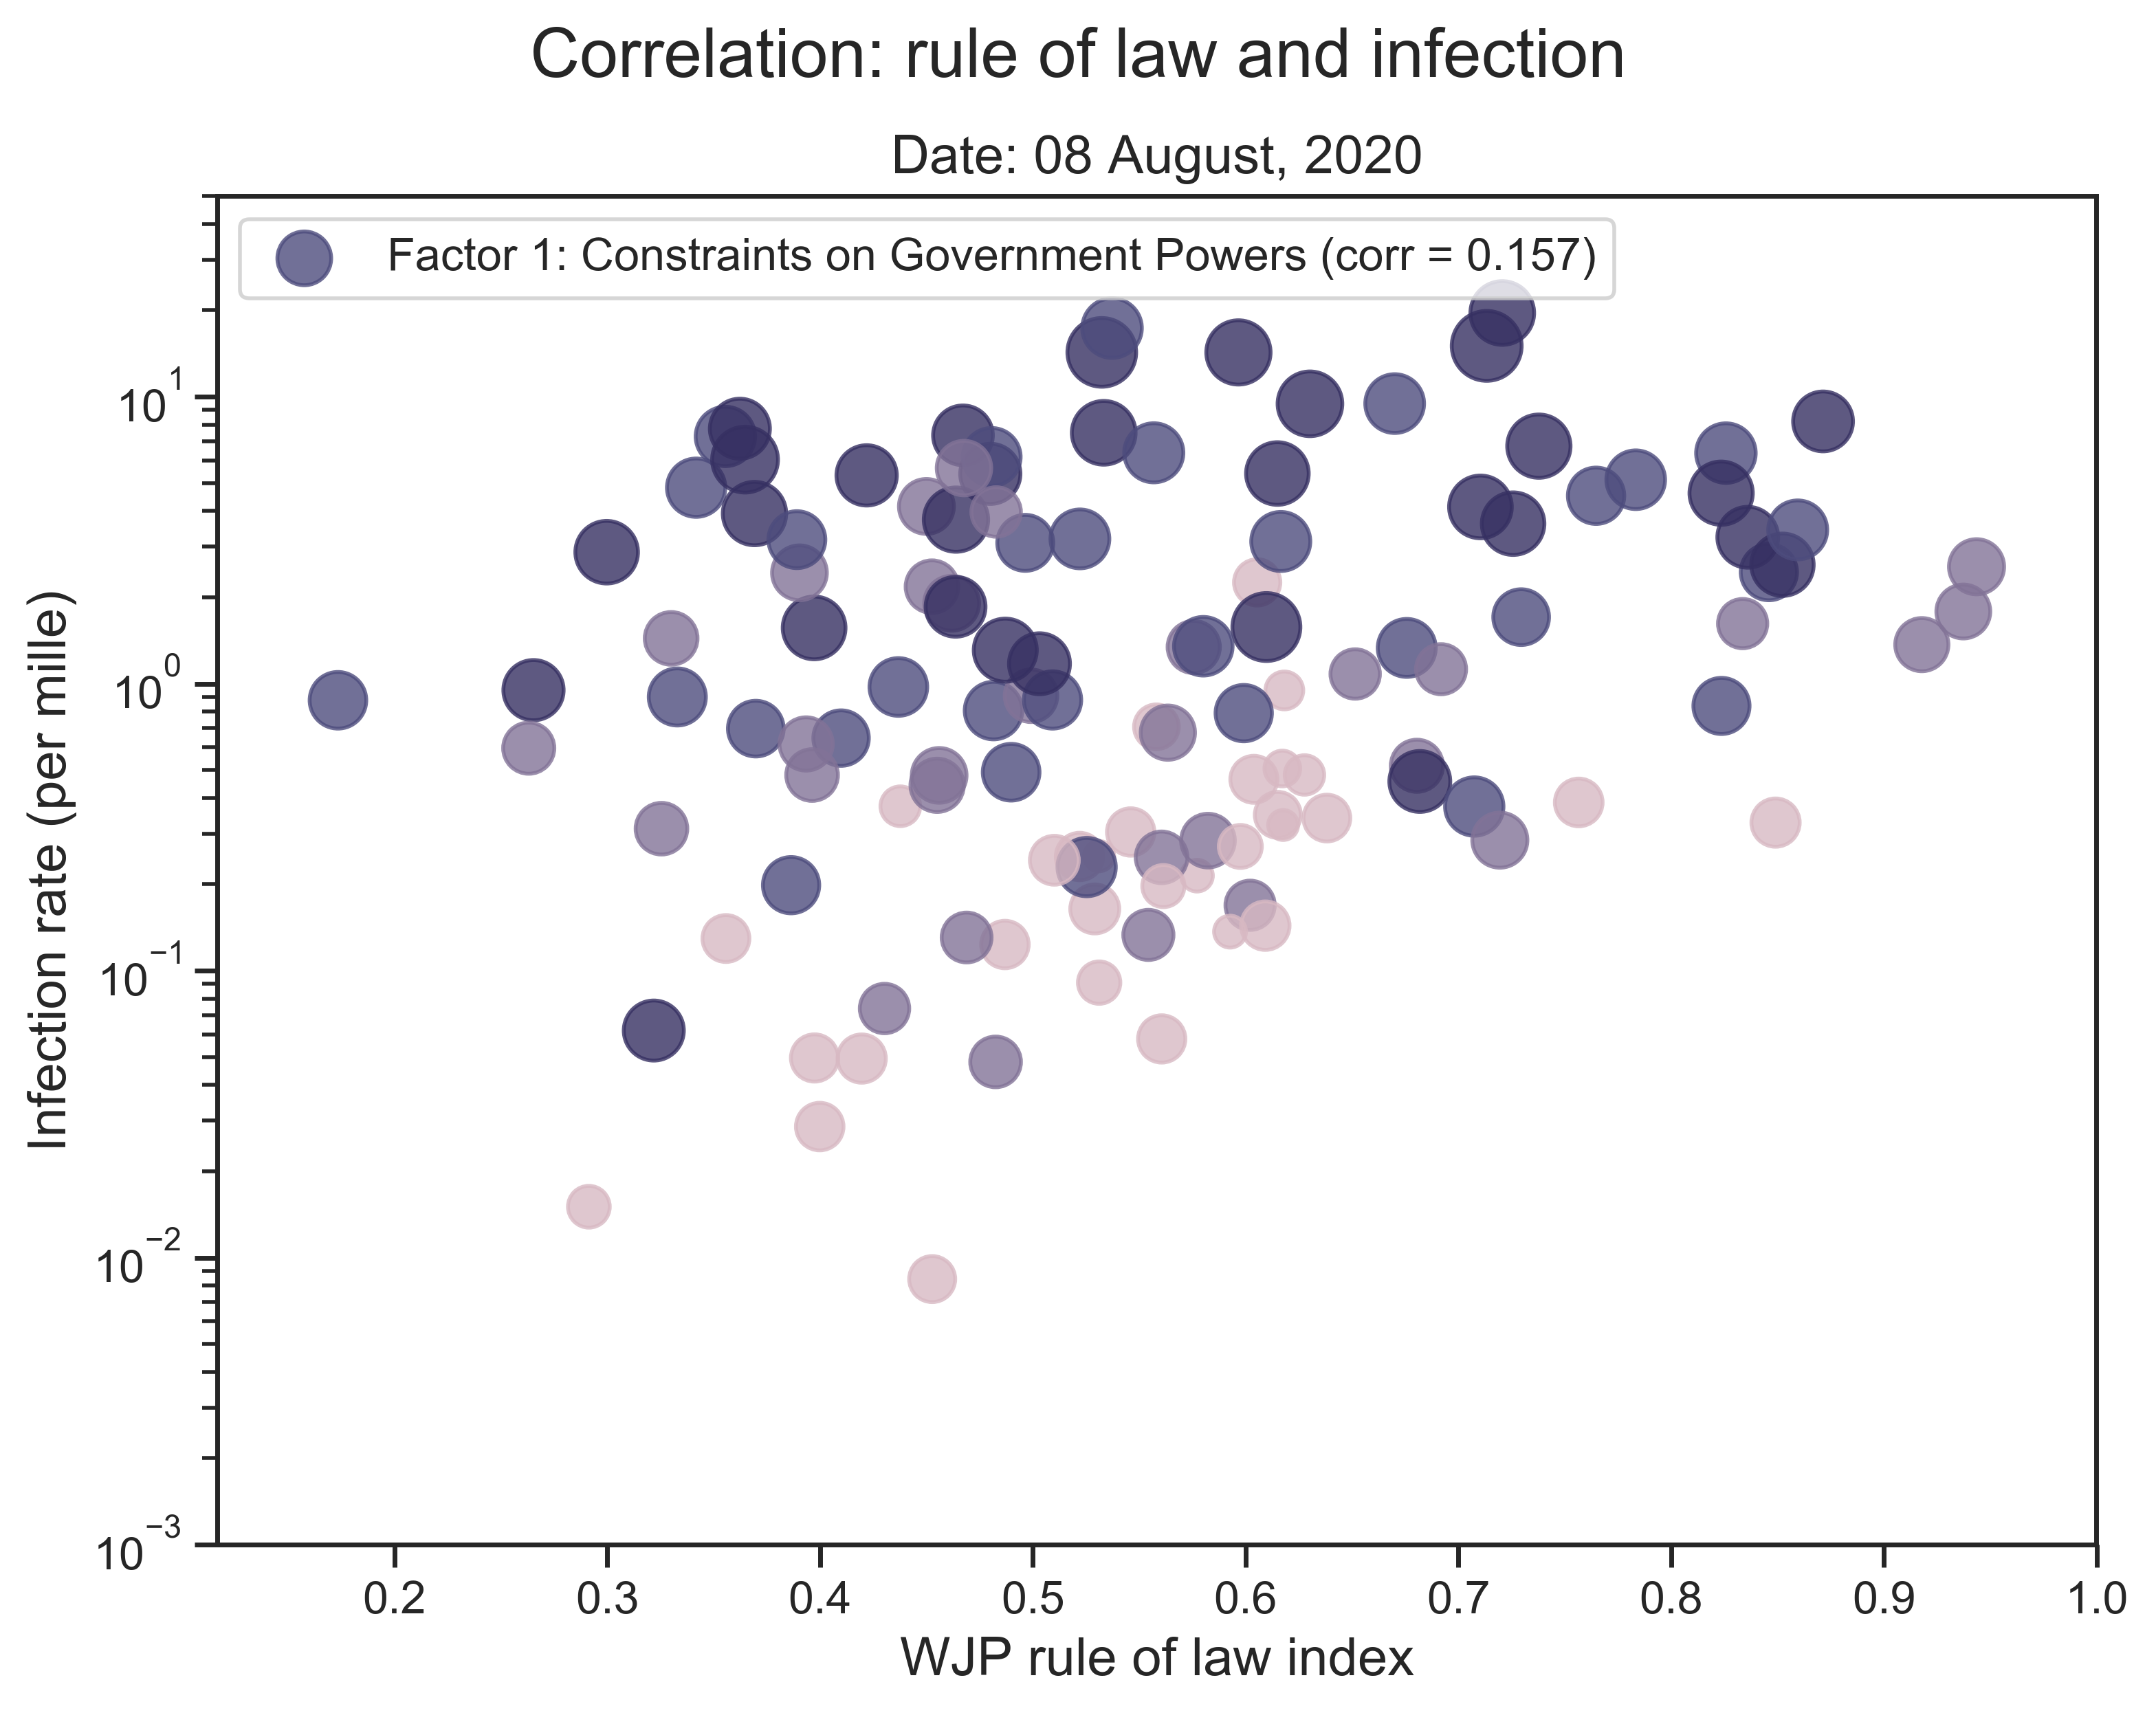 Correlation: rule of law and infection
Date: 08 August, 2020
Factor 1: Constraints on Government Powers (corr = 0.157)
Infection rate (per mille)
10^1
10^0
10^−1
10^−2
10^−3
0.2 0.3 0.4 0.5 0.6 0.7 0.8 0.9 1.0
WJP rule of law index